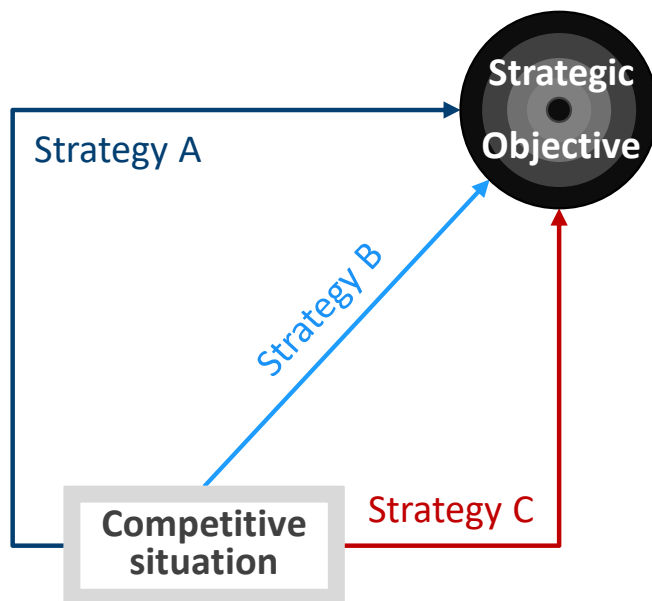 Strategic
Objective
Strategy A
Strategy B
Strategy C
Competitive
situation